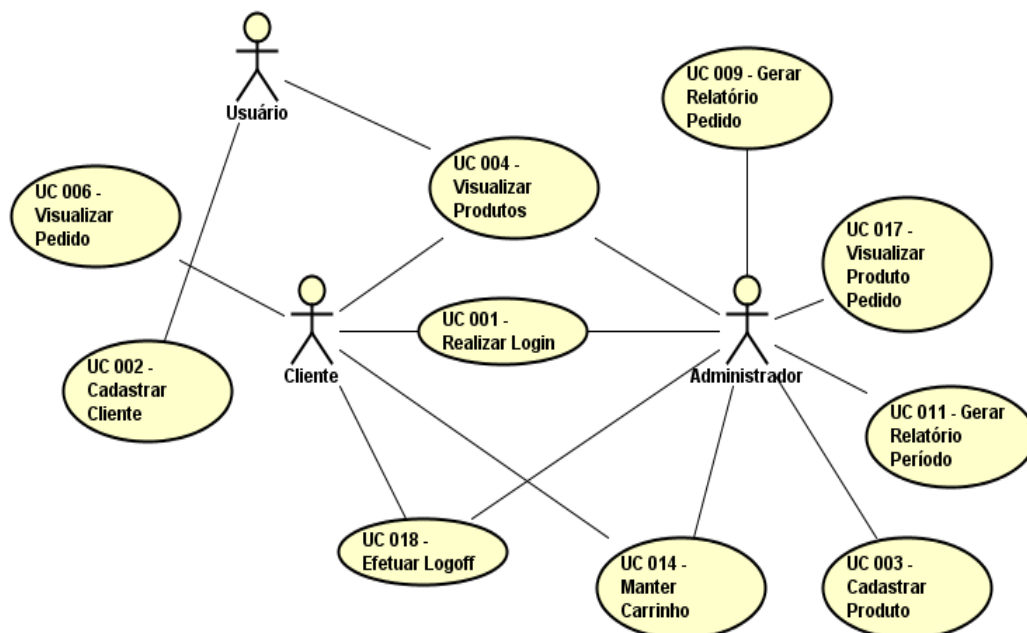 Usuário
UC 009 - Gerar
Relatório
Pedido
UC 004 -
Visualizar
Produtos
UC 006 -
Visualizar
Pedido
UC 017 -
Visualizar
Produto
Pedido
UC 001 -
Realizar Login
Cliente
Administrador
UC 002 -
Cadastrar
Cliente
UC 011 - Gerar
Relatório
Período
UC 018 -
Efetuar Logoff
UC 014 -
Manter
Carrinho
UC 003 -
Cadastrar
Produto